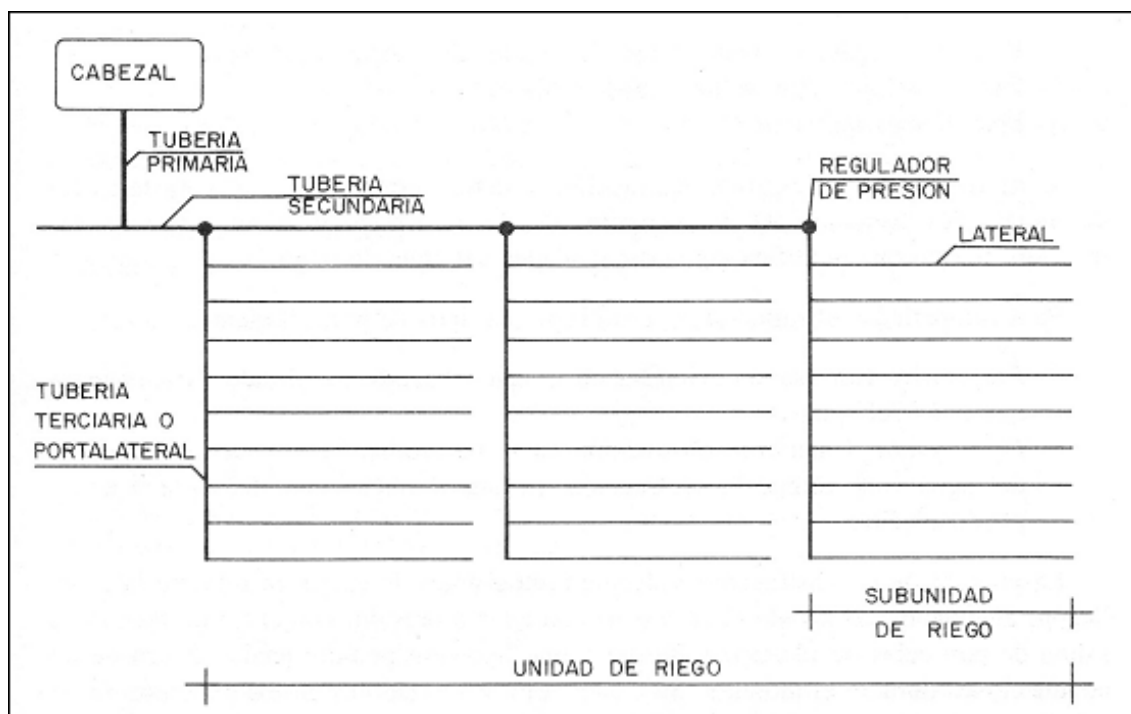 CABEZAL
TUBERIA
PRIMARIA
TUBERIA
SECUNDARIA
REGULADOR
DE PRESION
LATERAL
TUBERIA
TERCIARIA O
PORTALATERAL
SUBUNIDAD
DE RIEGO
UNIDAD DE RIEGO